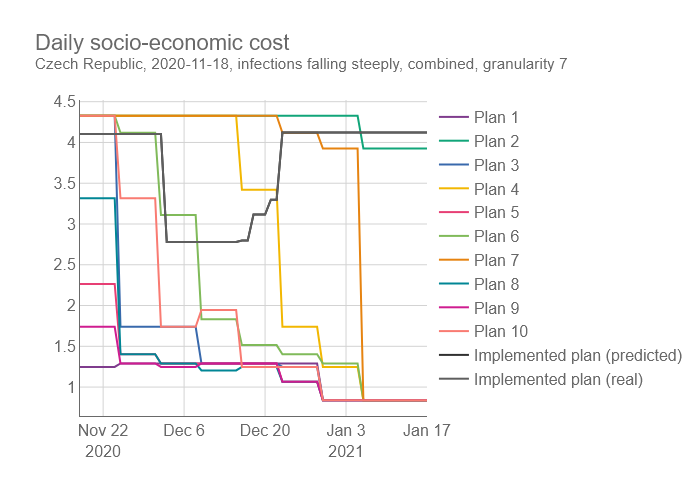 Daily socio-economic cost
Czech Republic, 2020-11-18, infections falling steeply, combined, granularity 7
4.5
4
3.5
3
2.5
2
1.5
1
Nov 22
2020
Dec 6
Dec 20
Jan 3
2021
Jan 17
Plan 1
Plan 2
Plan 3
Plan 4
Plan 5
Plan 6
Plan 7
Plan 8
Plan 9
Plan 10
Implemented plan (predicted)
Implemented plan (real)